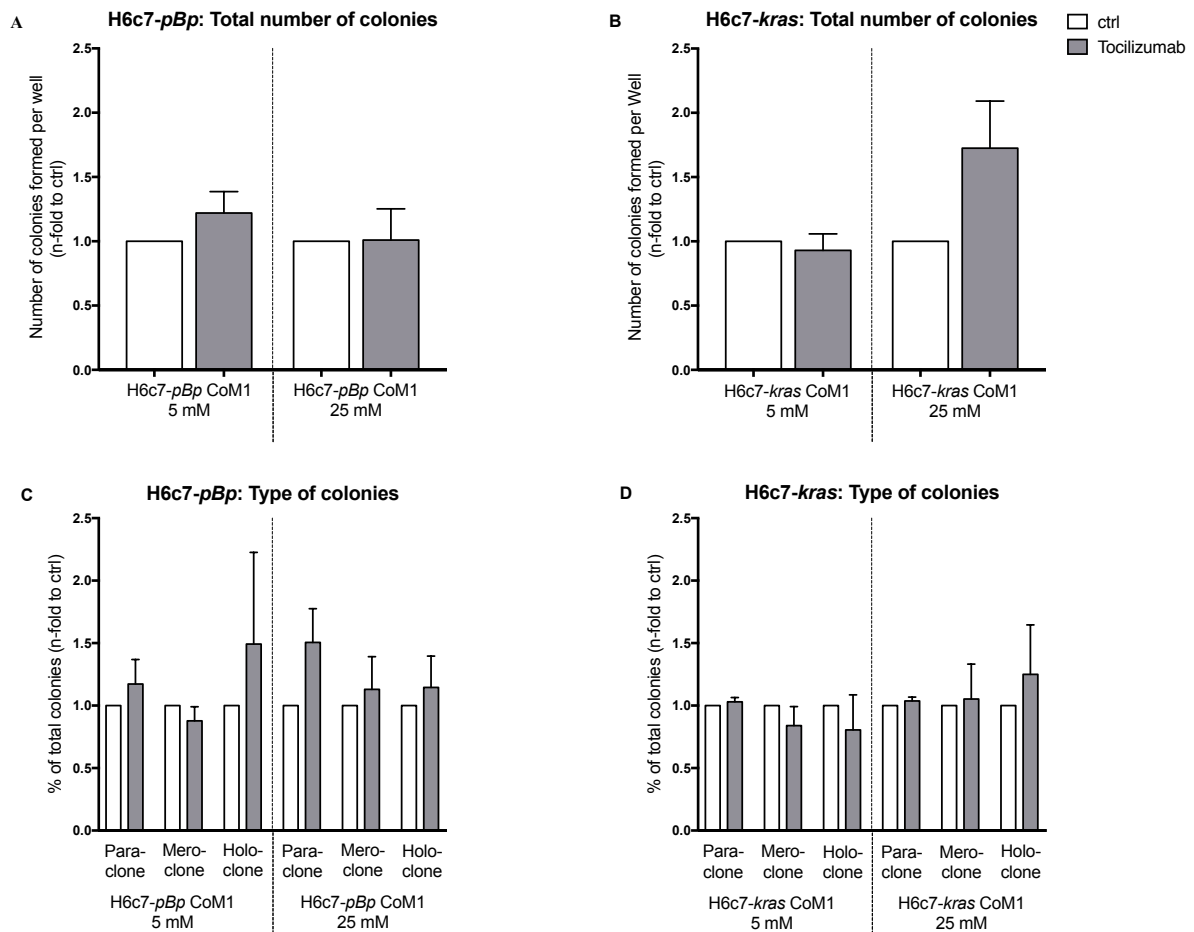 A
H6c7-pBp: Total number of colonies
Number of colonies formed per well
(n-fold to ctrl)
2.5
2.0
1.5
1.0
0.5
0.0
H6c7-pBp CoM1
5 mM
H6c7-pBp CoM1
25 mM
B
H6c7-kras: Total number of colonies
Number of colonies formed per Well
(n-fold to ctrl)
2.5
2.0
1.5
1.0
0.5
0.0
H6c7-kras CoM1
5 mM
H6c7-kras CoM1
25 mM
ctrl
Tocilizumab
C
H6c7-pBp: Type of colonies
% of total colonies (n-fold to ctrl)
2.5
2.0
1.5
1.0
0.5
0.0
Para-
clone
Mero-
clone
Holo-
clone
Para-
clone
Mero-
clone
Holo-
clone
H6c7-pBp CoM1
5 mM
H6c7-pBp CoM1
25 mM
D
H6c7-kras: Type of colonies
% of total colonies (n-fold to ctrl)
2.5
2.0
1.5
1.0
0.5
0.0
Para-
clone
Mero-
clone
Holo-
clone
Para-
clone
Mero-
clone
Holo-
clone
H6c7-kras CoM1
5 mM
H6c7-kras CoM1
25 mM